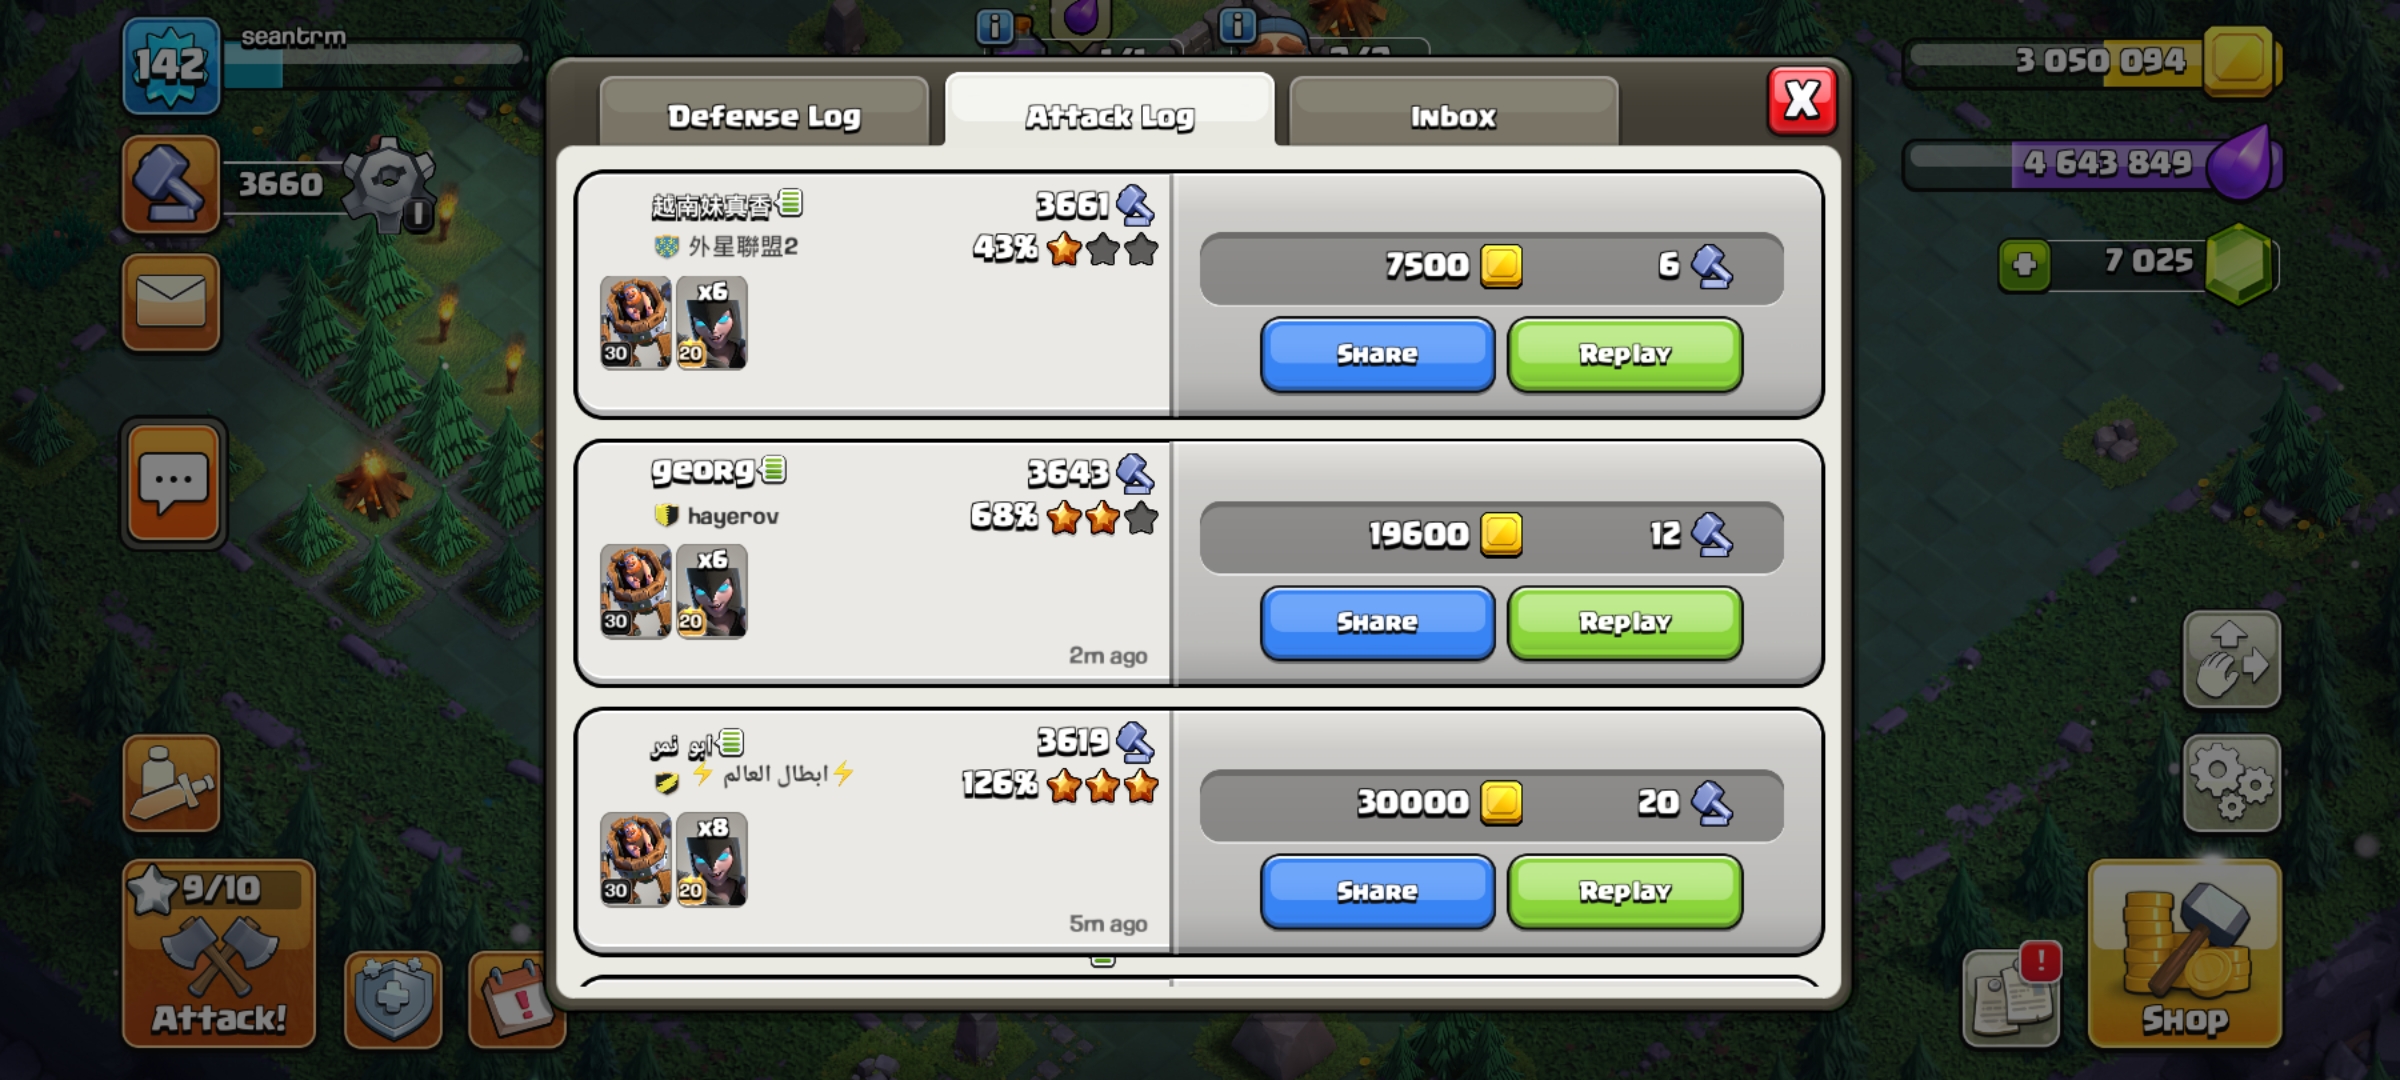 142
seantrm
3660
3 050 094
4 643 849
7 025
Defense Log
Attack Log
Inbox
X
越南妹真香
3661
外星聯盟2
43%
30
x6
20
7500
6
Share
Replay
georg
3643
hayerov
68%
30
x6
20
2m ago
19600
12
Share
Replay
ابو نمر
3619
⚡ابطال العالم⚡
126%
30
x8
20
5m ago
30000
20
Share
Replay
9/10
Attack!
Shop